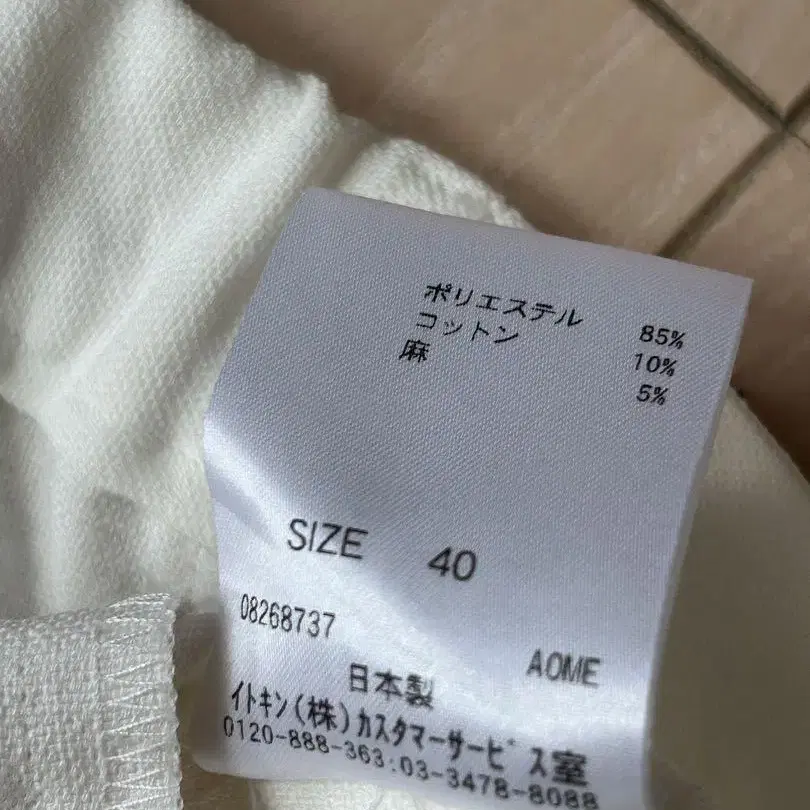 ポリエステル 85%
コットン 10%
麻 5%
SIZE 40
08268737
AOME
日本製
イトキン(株)カスタマーサービス室
0120-888-363:03-3478-8088